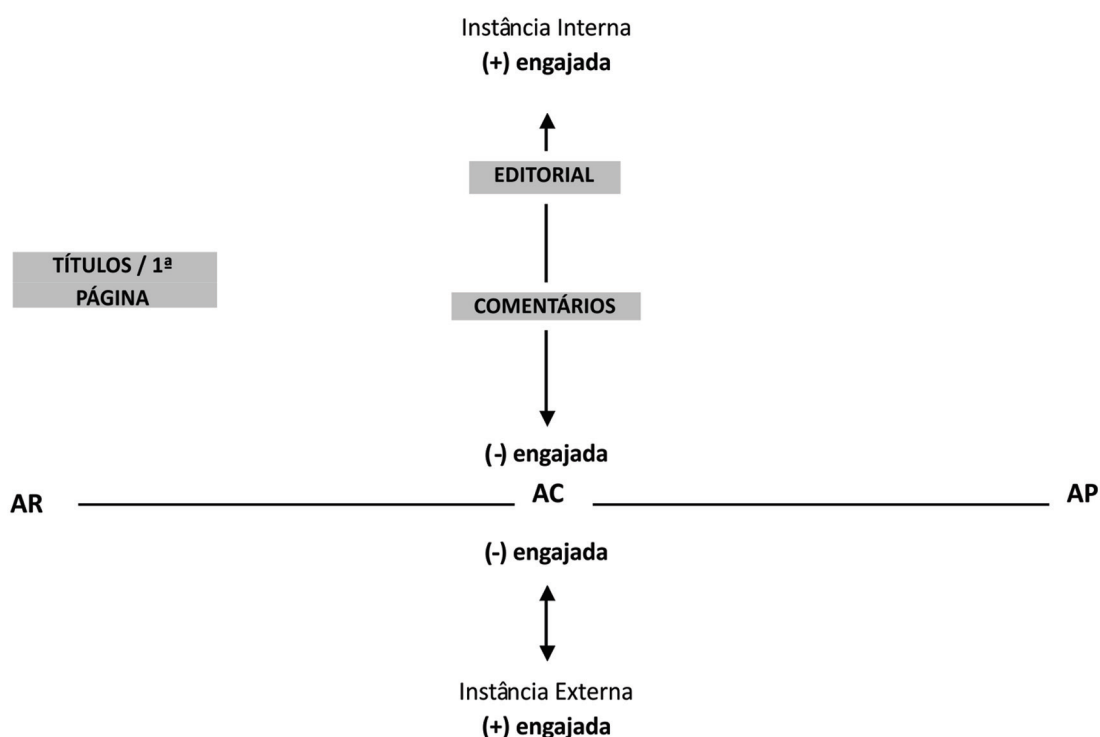 Instância Interna
(+) engajada
EDITORIAL
TÍTULOS / 1ª
PÁGINA
COMENTÁRIOS
(-) engajada
AR
AC
AP
(-) engajada
Instância Externa
(+) engajada